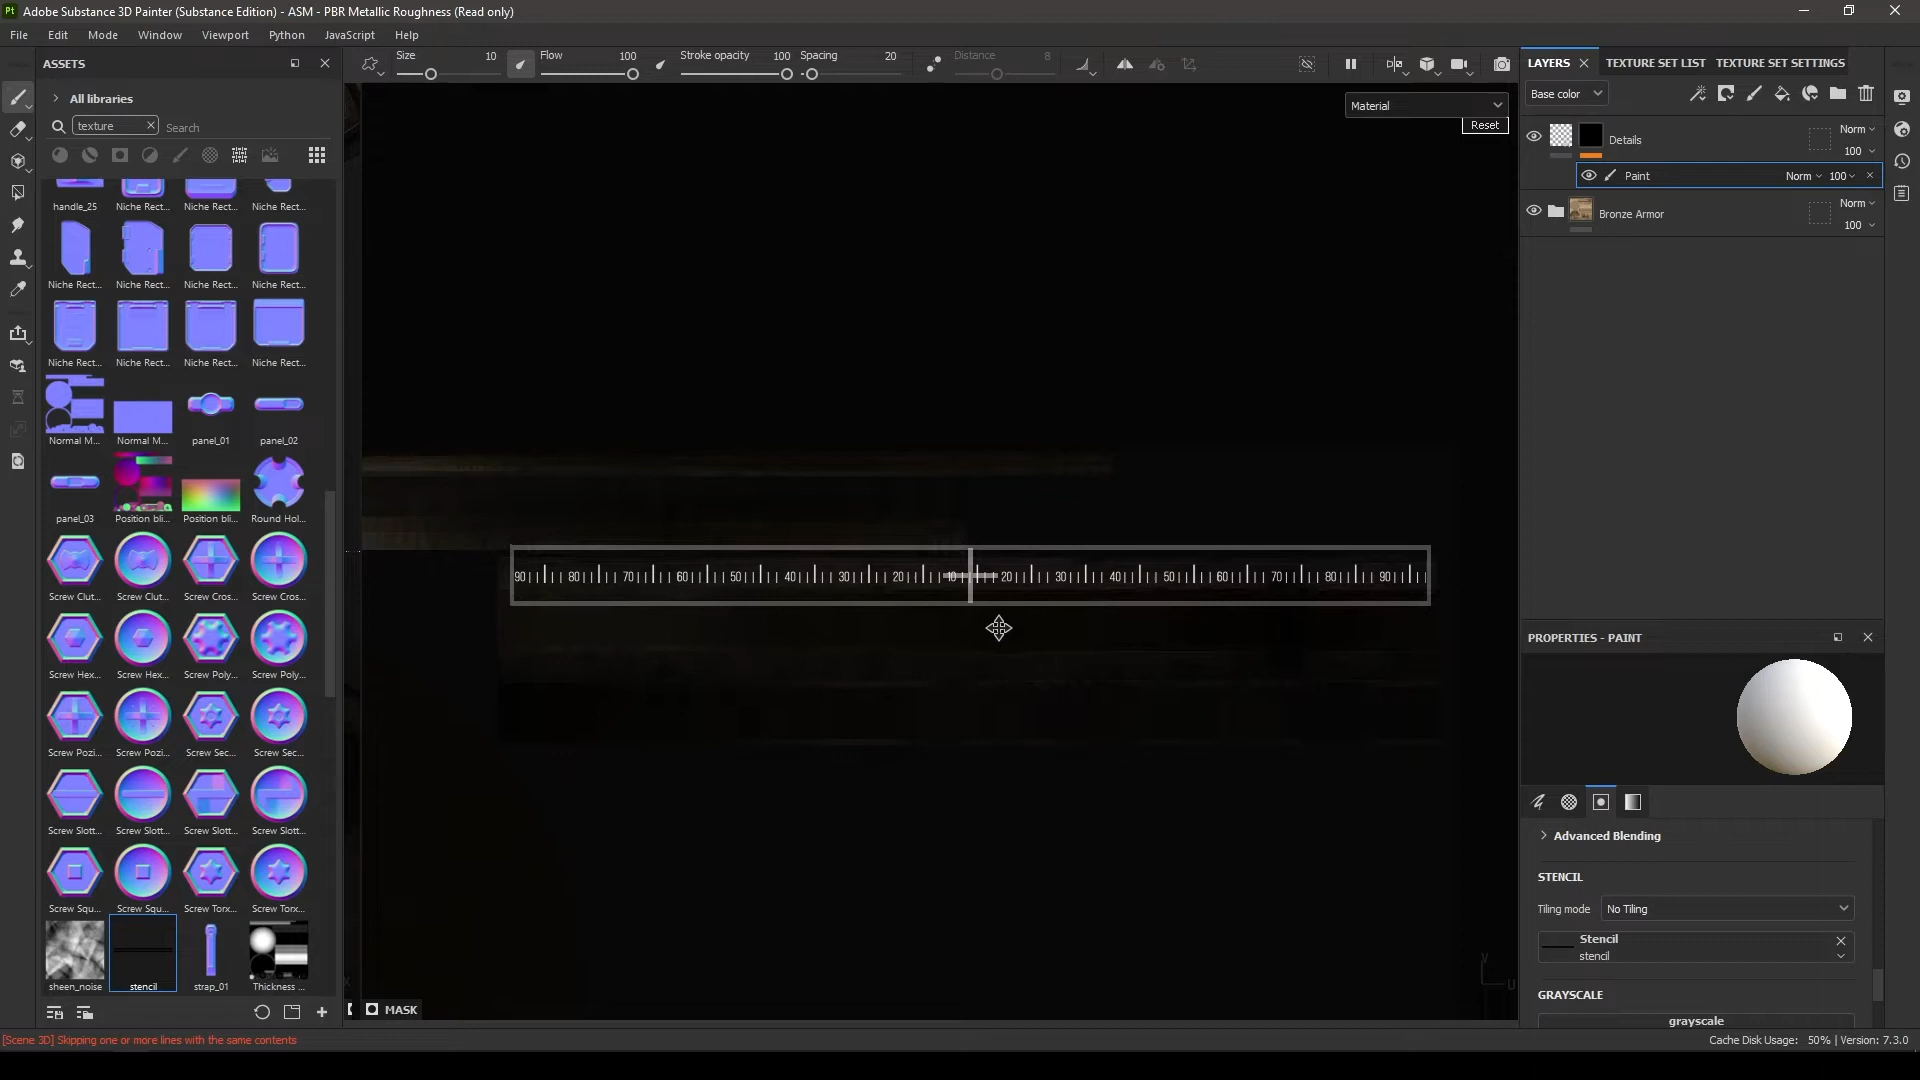 Pt Adobe Substance 3D Painter (Substance Edition) - ASM - PBR Metallic Roughness (Read only)
File Edit Mode Window Viewport Python JavaScript Help
ASSETS
Size 10 Flow 100 Stroke opacity 100 Spacing 20 Distance 8
LAYERS TEXTURE SET LIST TEXTURE SET SETTINGS
All libraries
texture Search
Material
Reset
Base color
Details Norm 100
Paint Norm 100
Bronze Armor Norm 100
handle_25 Niche Rect... Niche Rect... Niche Rect...
Niche Rect... Niche Rect... Niche Rect... Niche Rect...
Niche Rect... Niche Rect... Niche Rect... Niche Rect...
Normal M... Normal M... panel_01 panel_02
panel_03 Position bli... Position bli... Round Hol...
Screw Clut... Screw Clut... Screw Cros... Screw Cros...
Screw Hex... Screw Hex... Screw Poly... Screw Poly...
Screw Pozi... Screw Pozi... Screw Sec... Screw Sec...
Screw Slott... Screw Slott... Screw Slott... Screw Slott...
Screw Squ... Screw Squ... Screw Torx... Screw Torx...
sheen_noise stencil strap_01 Thickness ...
90 80 70 60 50 40 30 20 10 20 30 40 50 60 70 80 90
V
U
MASK
PROPERTIES - PAINT
Advanced Blending
STENCIL
Tiling mode No Tiling
Stencil
stencil
GRAYSCALE
grayscale
[Scene 3D] Skipping one or more lines with the same contents
Cache Disk Usage: 50% | Version: 7.3.0